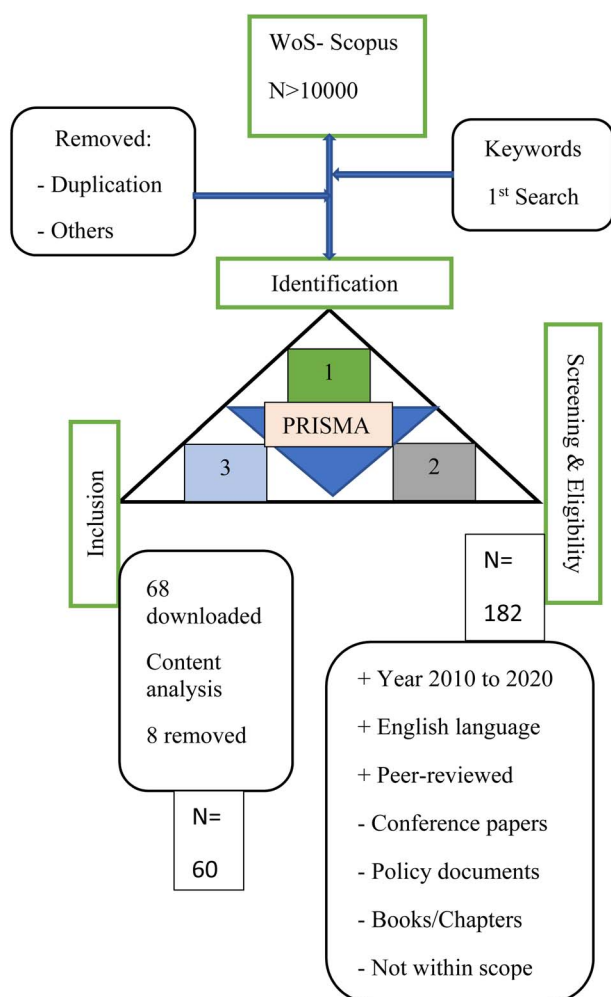 WoS- Scopus
N>10000
Removed:
- Duplication
- Others
Keywords
1st Search
Identification
1
PRISMA
3
2
Screening & Eligibility
Inclusion
N=
182
68
downloaded
Content
analysis
8 removed
N=
60
+ Year 2010 to 2020
+ English language
+ Peer-reviewed
- Conference papers
- Policy documents
- Books/Chapters
- Not within scope